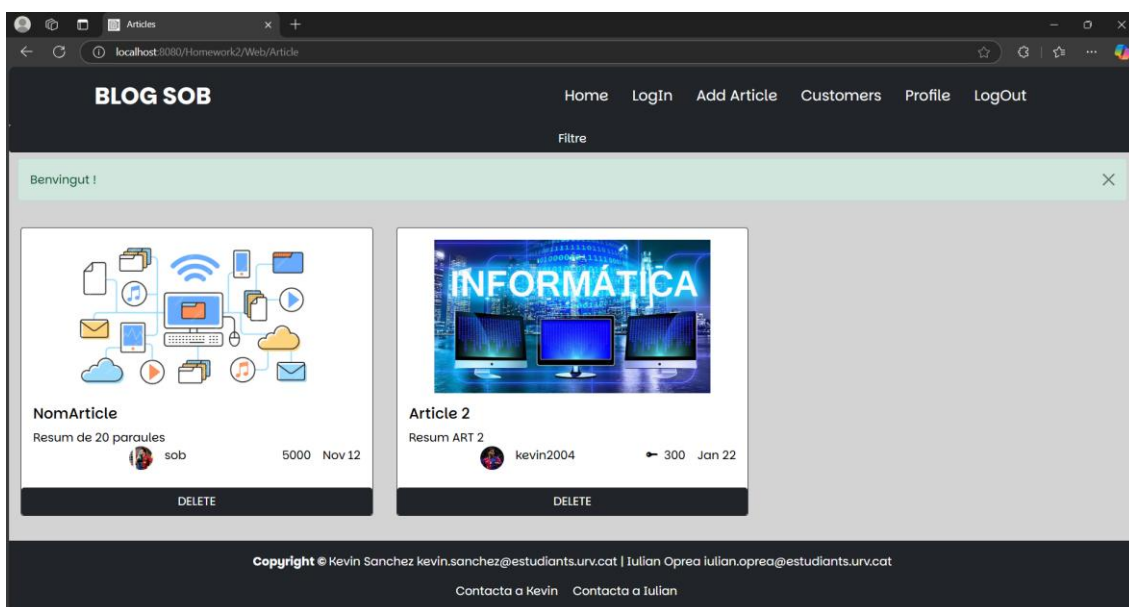 Articles
localhost:8080/Homework2/Web/Article
BLOG SOB
Home LogIn Add Article Customers Profile LogOut
Filtre
Benvingut !
INFORMÁTICA
NomArticle
Resum de 20 paraules
sob 5000 Nov 12
DELETE
Article 2
Resum ART 2
kevin2004 300 Jan 22
DELETE
Copyright © Kevin Sanchez kevin.sanchez@estudiants.urv.cat | Iulian Oprea iulian.oprea@estudiants.urv.cat
Contacta a Kevin Contacta a Iulian